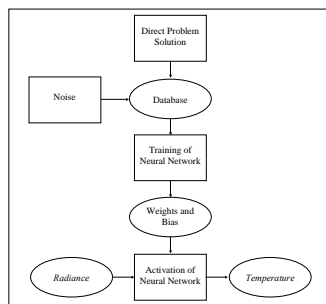 Direct Problem
Solution
Noise
Database
Training of
Neural Network
Weights and
Bias
Radiance
Activation of
Neural Network
Temperature